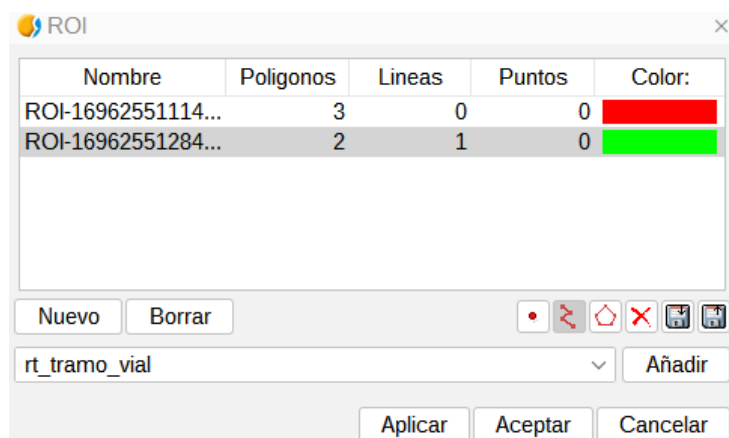 ROI
Nombre Poligonos Lineas Puntos Color:
ROI-16962551114... 3 0 0
ROI-16962551284... 2 1 0
Nuevo Borrar
rt_tramo_vial Añadir
Aplicar Aceptar Cancelar